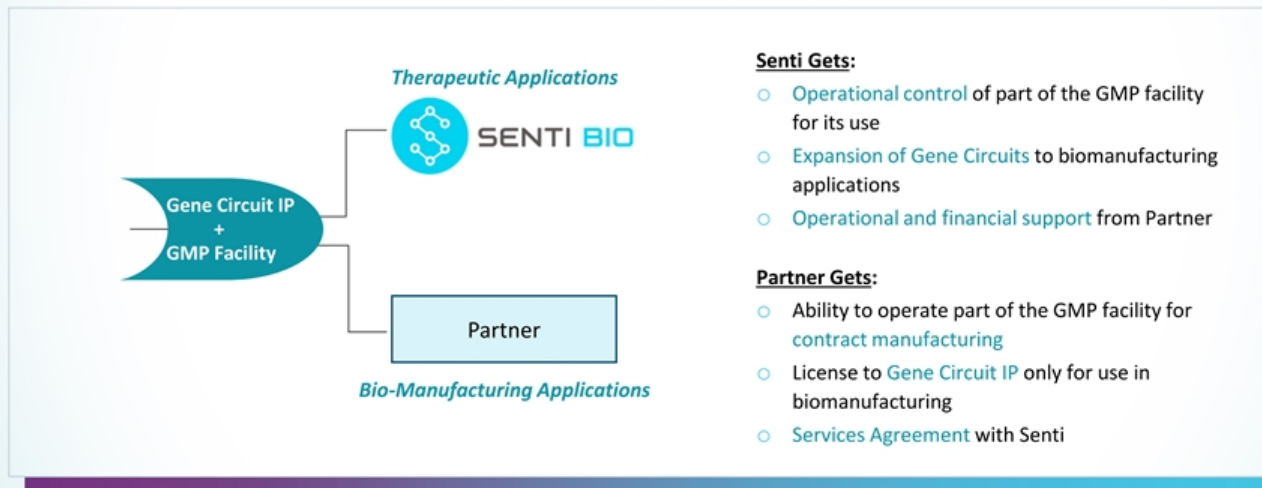 Therapeutic Applications
SENTI BIO
Gene Circuit IP
+
GMP Facility
Partner
Bio-Manufacturing Applications
Senti Gets:
Operational control of part of the GMP facility
for its use
Expansion of Gene Circuits to biomanufacturing
applications
Operational and financial support from Partner
Partner Gets:
Ability to operate part of the GMP facility for
contract manufacturing
License to Gene Circuit IP only for use in
biomanufacturing
Services Agreement with Senti